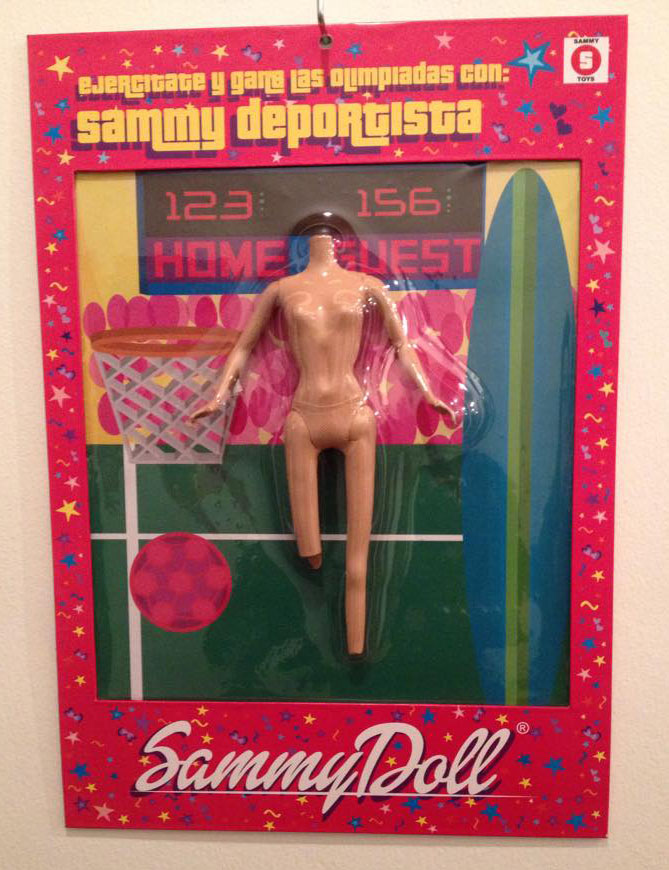 SAMMY
S
TOYS
ejercitate y gana las olimpiadas con:
sammy deportista
123 156
HOME GUEST
SammyDoll®